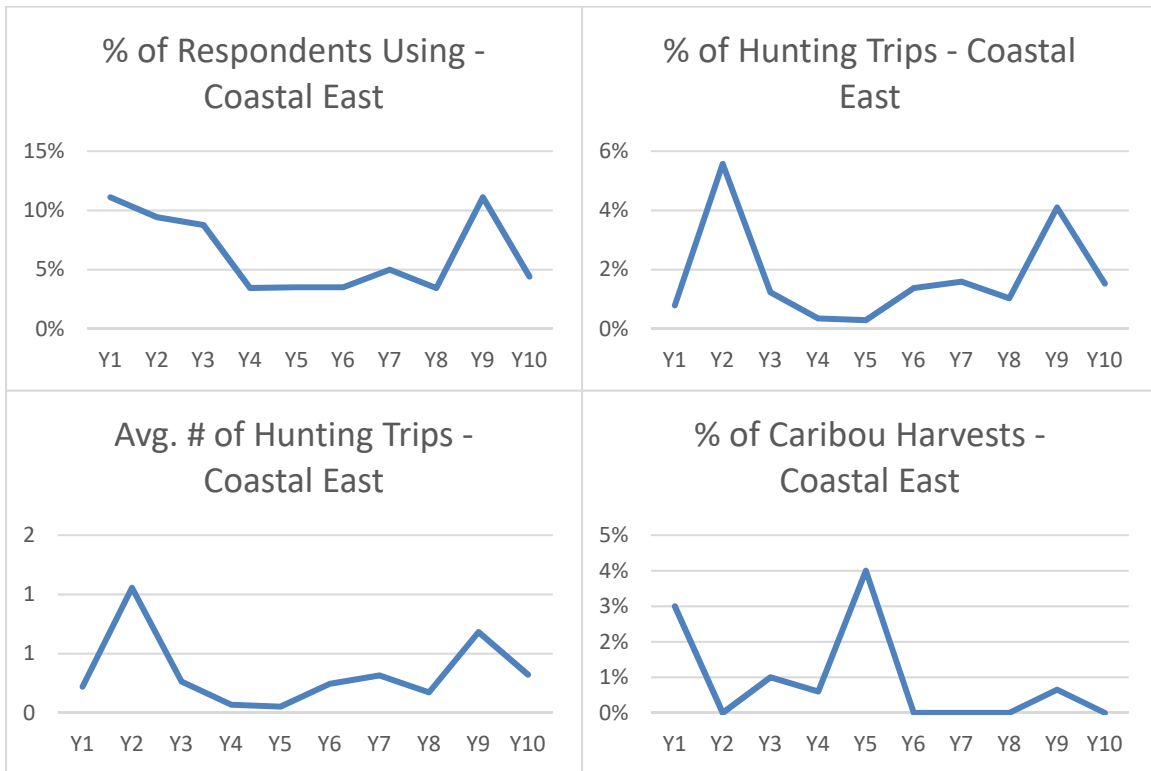 % of Respondents Using -
Coastal East
15%
10%
5%
0%
Y1 Y2 Y3 Y4 Y5 Y6 Y7 Y8 Y9 Y10
% of Hunting Trips - Coastal
East
6%
4%
2%
0%
Y1 Y2 Y3 Y4 Y5 Y6 Y7 Y8 Y9 Y10
Avg. # of Hunting Trips -
Coastal East
2
1
1
0
Y1 Y2 Y3 Y4 Y5 Y6 Y7 Y8 Y9 Y10
% of Caribou Harvests -
Coastal East
5%
4%
3%
2%
1%
0%
Y1 Y2 Y3 Y4 Y5 Y6 Y7 Y8 Y9 Y10